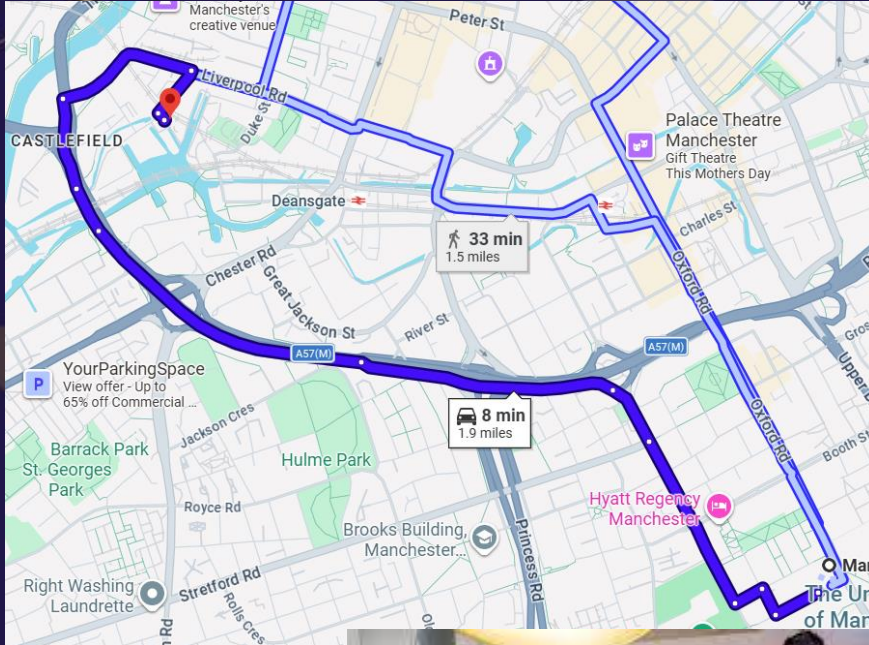 Manchester's
creative venue
Peter St
Liverpool Rd
Duke St
CASTLEFIELD
Palace Theatre
Manchester
Gift Theatre
This Mothers Day
Deansgate
Charles St
33 min
1.5 miles
Chester Rd
Great Jackson St
Oxford Rd
River St
A57(M)
A57(M)
YourParkingSpace
View offer - Up to
65% off Commercial ...
P
8 min
1.9 miles
Jackson Cres
Oxford Rd
Barrack Park
St. Georges
Park
Hulme Park
Booth St
Hyatt Regency
Manchester
Royce Rd
Brooks Building,
Manchester...
Princess Rd
Stretford Rd
Right Washing
Laundrette
Rolls Cres